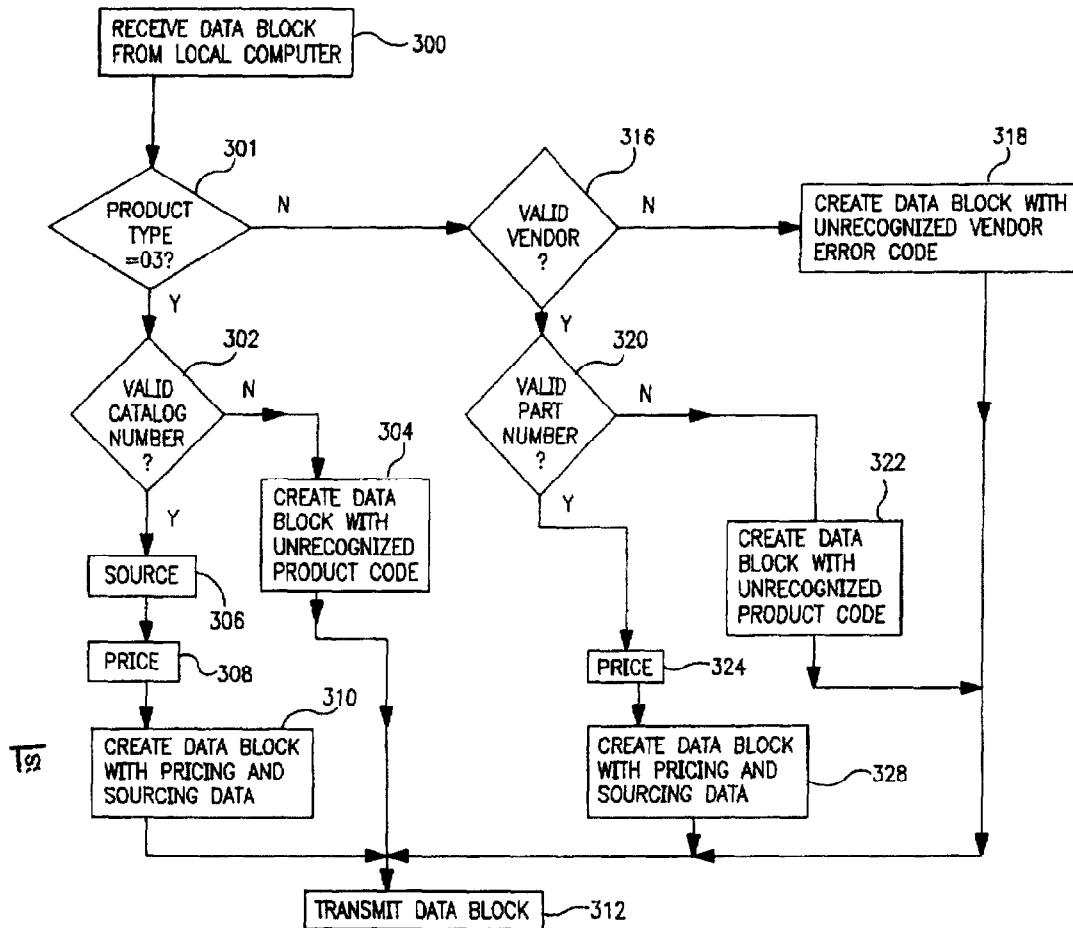 RECEIVE DATA BLOCK
FROM LOCAL COMPUTER
300
301
PRODUCT
TYPE
=03?
N
Y
316
VALID
VENDOR
?
N
Y
318
CREATE DATA BLOCK WITH
UNRECOGNIZED VENDOR
ERROR CODE
302
VALID
CATALOG
NUMBER
?
N
Y
304
CREATE DATA
BLOCK WITH
UNRECOGNIZED
PRODUCT CODE
320
VALID
PART
NUMBER
?
N
Y
322
CREATE DATA
BLOCK WITH
UNRECOGNIZED
PRODUCT CODE
SOURCE
306
PRICE
308
PRICE
324
310
CREATE DATA BLOCK
WITH PRICING AND
SOURCING DATA
CREATE DATA BLOCK
WITH PRICING AND
SOURCING DATA
328
TRANSMIT DATA BLOCK
312